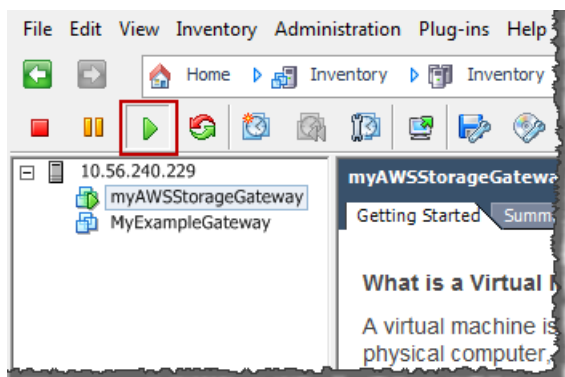 File Edit View Inventory Administration Plug-ins Help
Home Inventory Inventory
10.56.240.229
myAWSStorageGateway
MyExampleGateway
myAWSStorageGatewa
Getting Started Summ
What is a Virtual
A virtual machine is
physical computer,